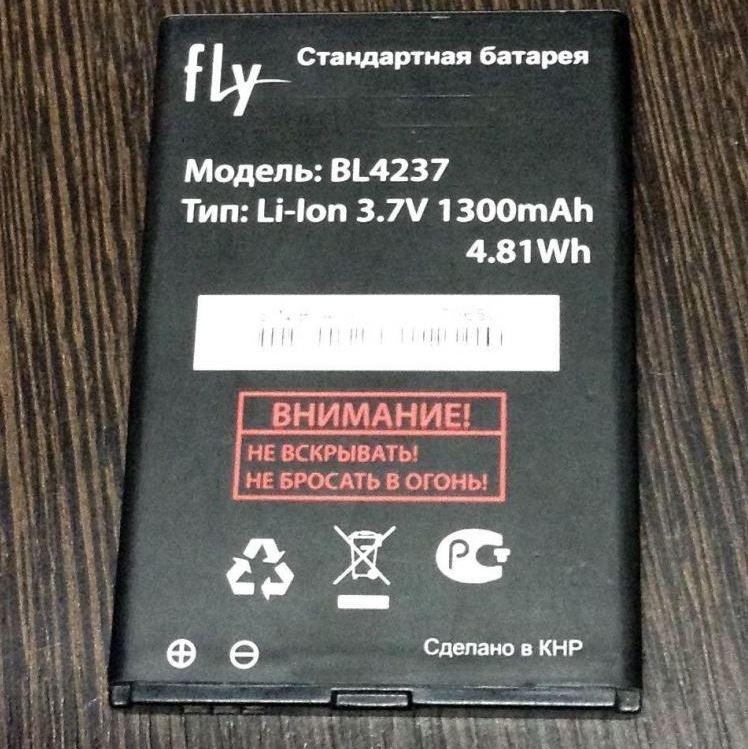 fly
Стандартная батарея
Модель: BL4237
Тип: Li-Ion 3.7V 1300mAh
4.81Wh
ВНИМАНИЕ!
НЕ ВСКРЫВАТЬ!
НЕ БРОСАТЬ В ОГОНЬ!
Сделано в КНР